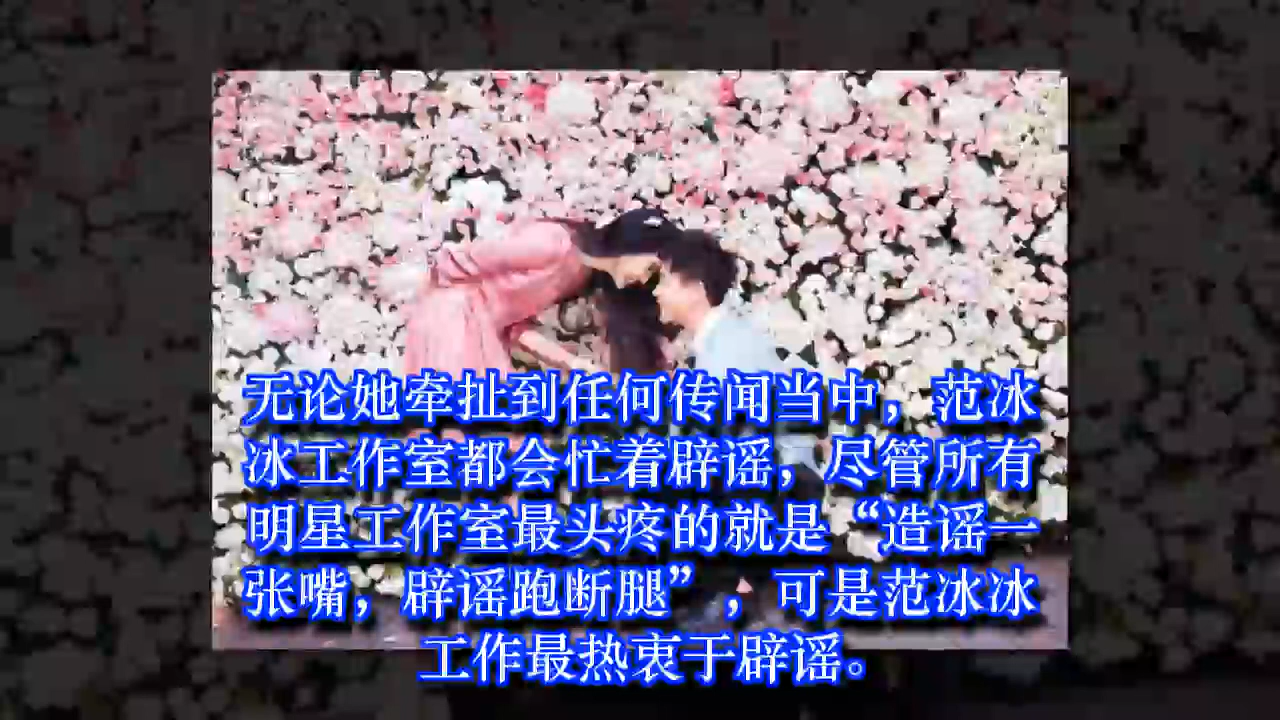 无论她牵扯到任何传闻当中，范冰
冰工作室都会忙着辟谣，尽管所有
明星工作室最头疼的就是“造谣一
张嘴，辟谣跑断腿”，可是范冰冰
工作最热衷于辟谣。